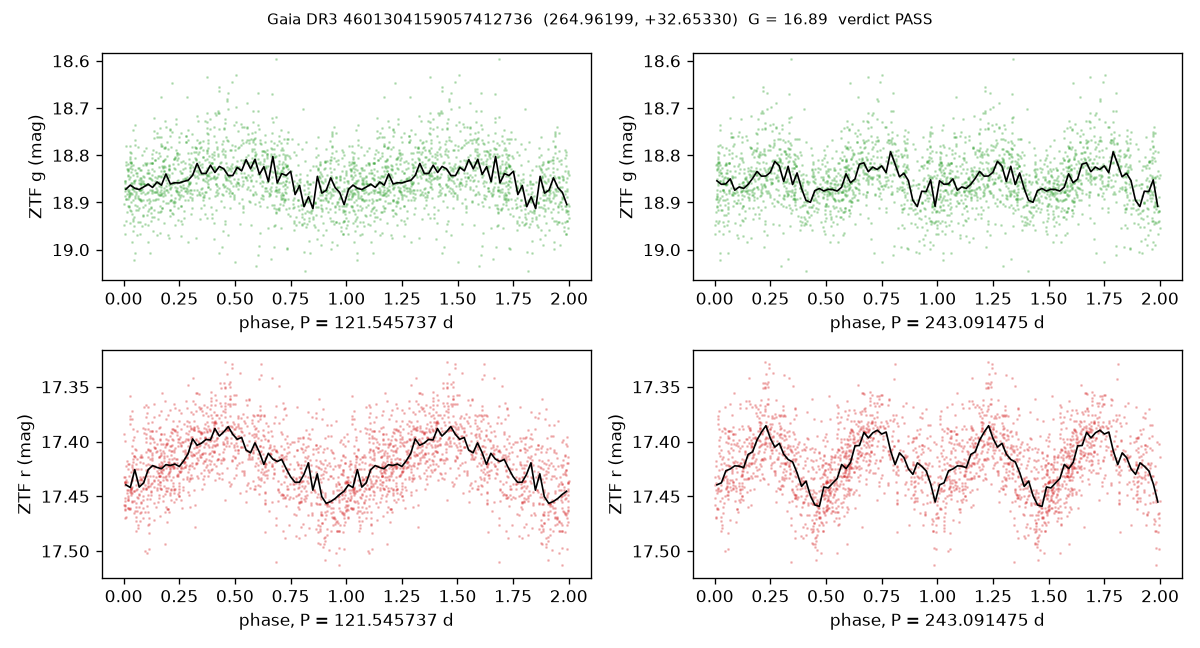 Gaia DR3 4601304159057412736 (264.96199, +32.65330) G = 16.89 verdict PASS
ZTF g (mag)
18.6
18.7
18.8
18.9
19.0
0.00 0.25 0.50 0.75 1.00 1.25 1.50 1.75 2.00
phase, P = 121.545737 d
ZTF g (mag)
18.6
18.7
18.8
18.9
19.0
0.00 0.25 0.50 0.75 1.00 1.25 1.50 1.75 2.00
phase, P = 243.091475 d
ZTF r (mag)
17.35
17.40
17.45
17.50
0.00 0.25 0.50 0.75 1.00 1.25 1.50 1.75 2.00
phase, P = 121.545737 d
ZTF r (mag)
17.35
17.40
17.45
17.50
0.00 0.25 0.50 0.75 1.00 1.25 1.50 1.75 2.00
phase, P = 243.091475 d